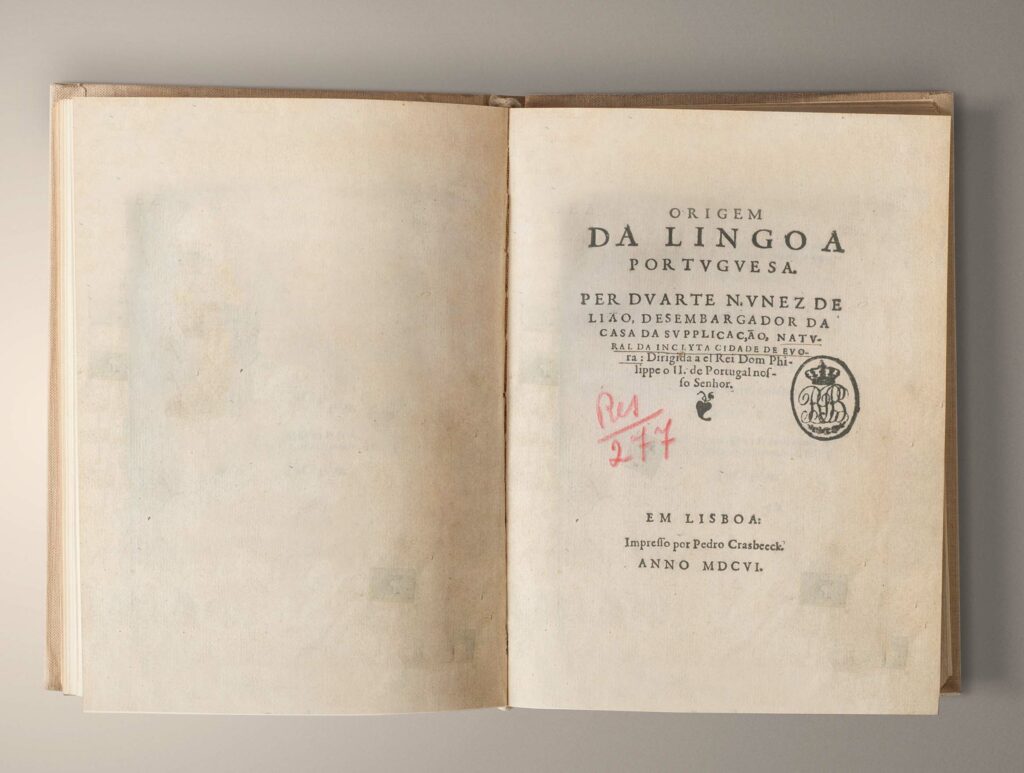 ORIGEM
DA LINGOA
PORTVGVESA.
PER DVARTE NVNEZ DE
LIÃO, DESEMBARGADOR DA
CASA DA SVPPLICAÇÃO, NATV-
RAL DA INCLYTA CIDADE DE EVO-
ra: Dirigida a el Rei Dom Phi-
lippe o II. de Portugal nos-
ſo Senhor.
Res
277
EM LISBOA:
Impreſſo por Pedro Crasbeeck.
ANNO MDCVI.